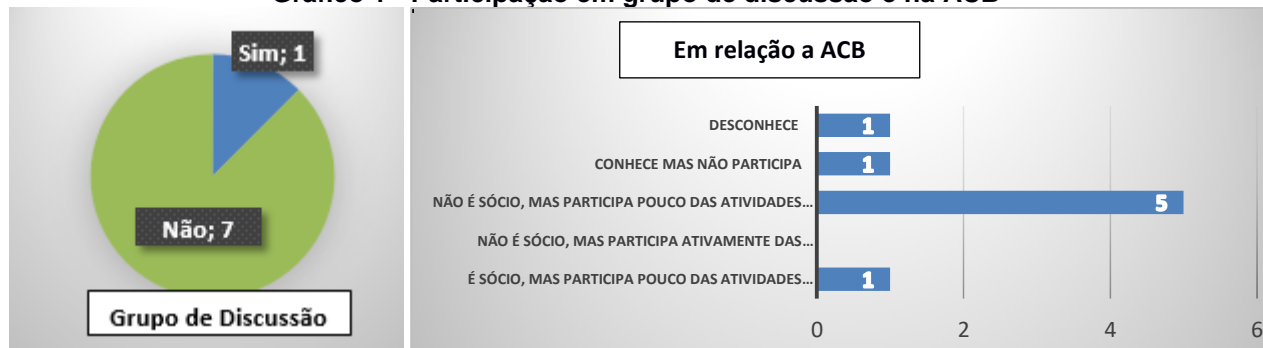 Sim; 1
Não; 7
Grupo de Discussão
Em relação a ACB
DESCONHECE 1
CONHECE MAS NÃO PARTICIPA 1
NÃO É SÓCIO, MAS PARTICIPA POUCO DAS ATIVIDADES... 5
NÃO É SÓCIO, MAS PARTICIPA ATIVAMENTE DAS...
É SÓCIO, MAS PARTICIPA POUCO DAS ATIVIDADES... 1
0 2 4 6